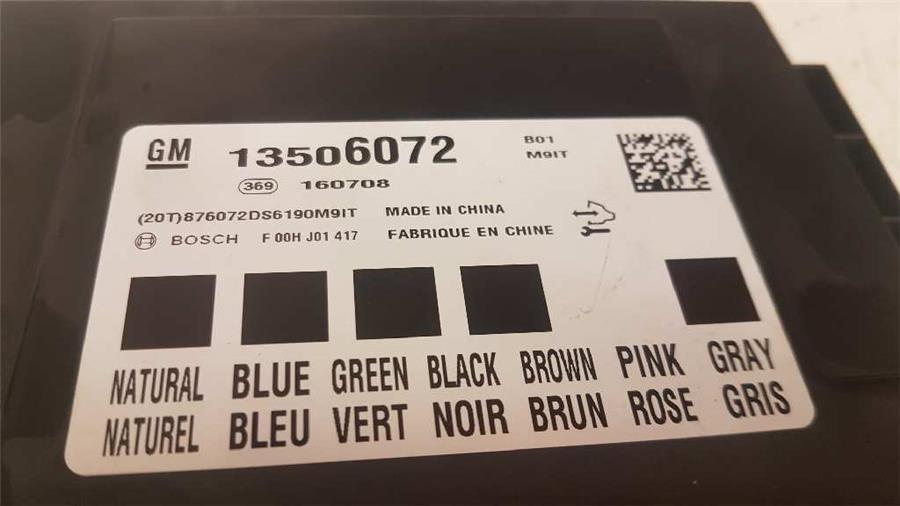 GM 13506072 B01
M9IT
369 160708
(20T)876072DS6190M9IT MADE IN CHINA
BOSCH F 00H J01 417 FABRIQUE EN CHINE
NATURAL BLUE GREEN BLACK BROWN PINK GRAY
NATUREL BLEU VERT NOIR BRUN ROSE GRIS